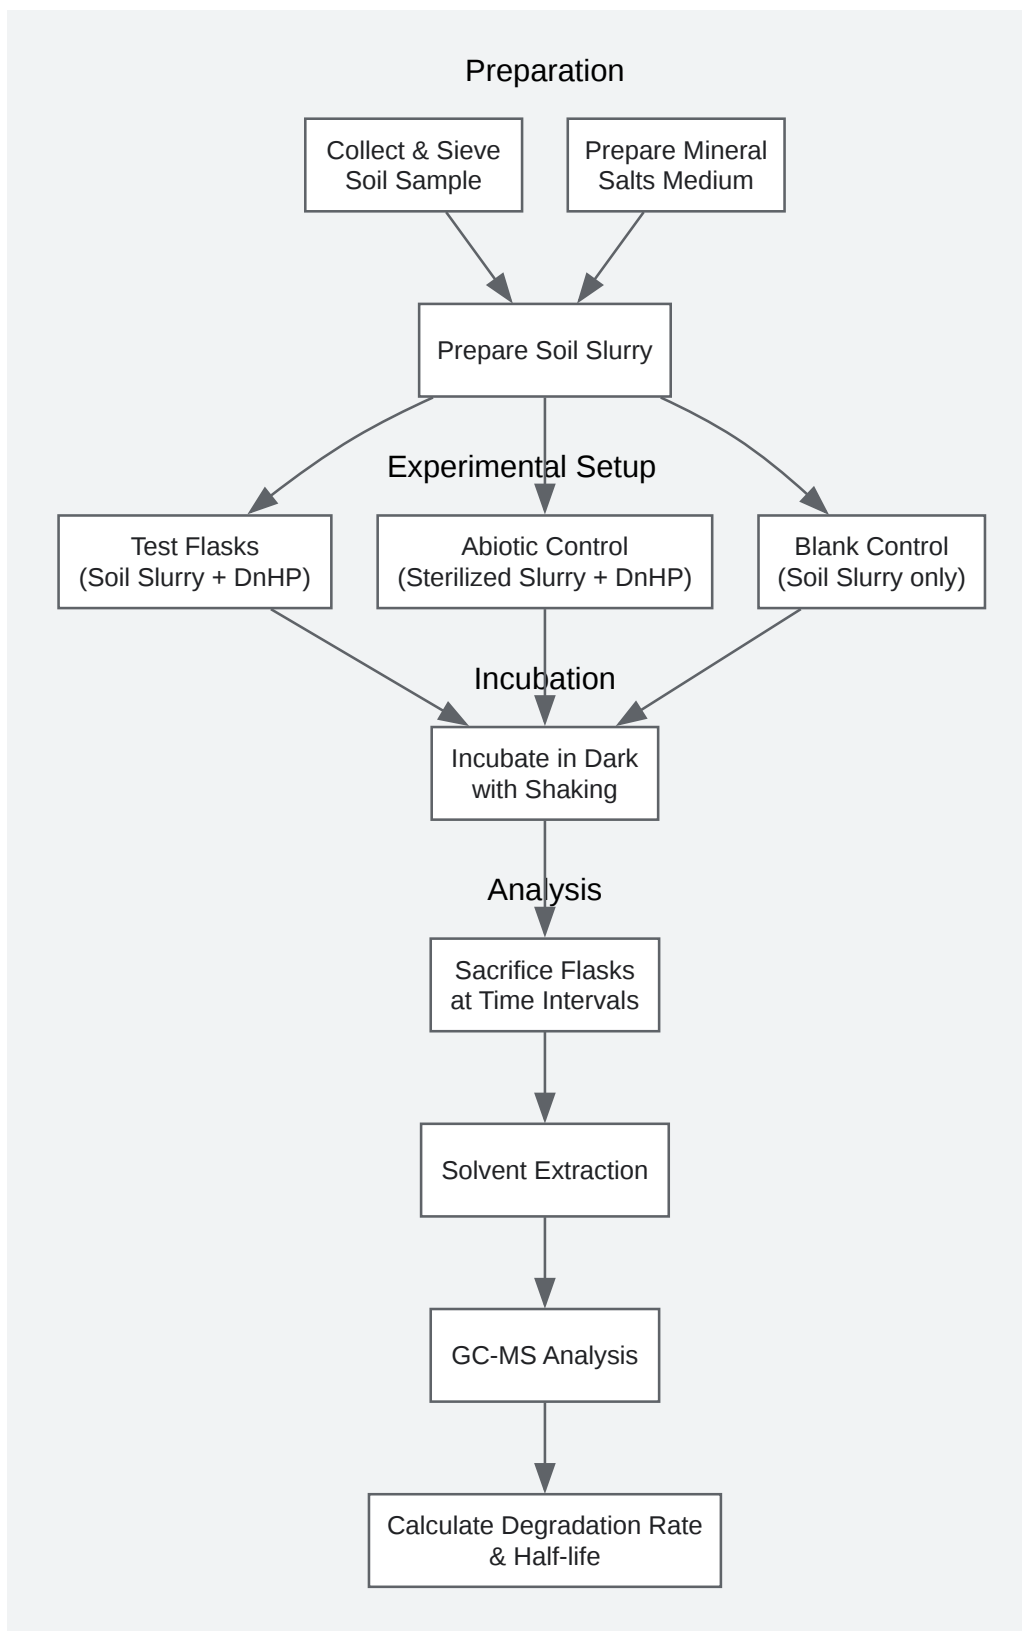 Preparation
Collect & Sieve
Soil Sample
Prepare Mineral
Salts Medium
Prepare Soil Slurry
Experimental Setup
Test Flasks
(Soil Slurry + DnHP)
Abiotic Control
(Sterilized Slurry + DnHP)
Blank Control
(Soil Slurry only)
Incubation
Incubate in Dark
with Shaking
Analysis
Sacrifice Flasks
at Time Intervals
Solvent Extraction
GC-MS Analysis
Calculate Degradation Rate
& Half-life